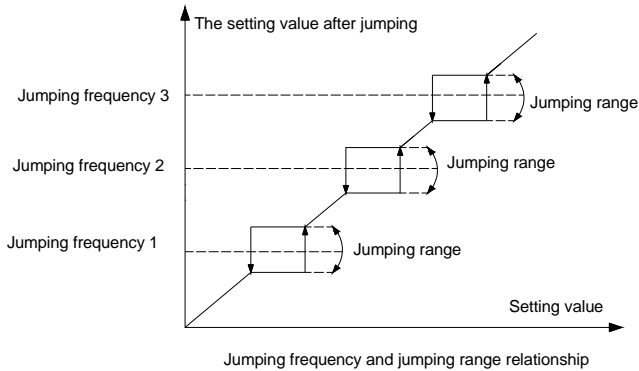 The setting value after jumping
Jumping frequency 3
Jumping range
Jumping frequency 2
Jumping range
Jumping frequency 1
Jumping range
Setting value
Jumping frequency and jumping range relationship